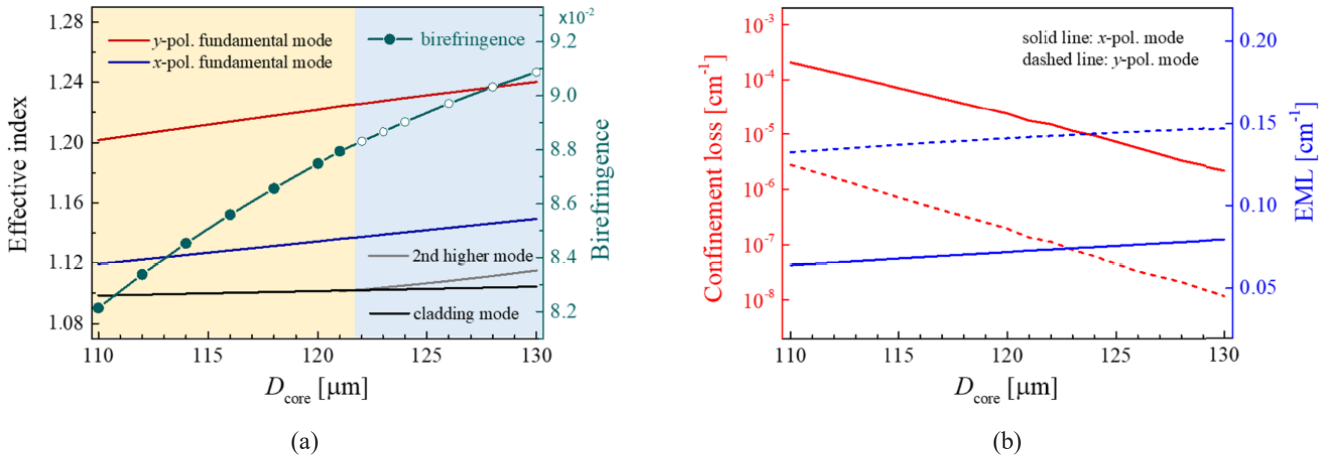 1.28
1.24
1.20
1.16
1.12
1.08
Effective index
y-pol. fundamental mode
x-pol. fundamental mode
birefringence
2nd higher mode
cladding mode
×10⁻²
9.2
9.0
8.8
8.6
8.4
8.2
Birefringence
110 115 120 125 130
D_core [μm]
(a)
10⁻³
10⁻⁴
10⁻⁵
10⁻⁶
10⁻⁷
10⁻⁸
Confinement loss [cm⁻¹]
solid line: x-pol. mode
dashed line: y-pol. mode
0.20
0.15
0.10
0.05
EML [cm⁻¹]
110 115 120 125 130
D_core [μm]
(b)